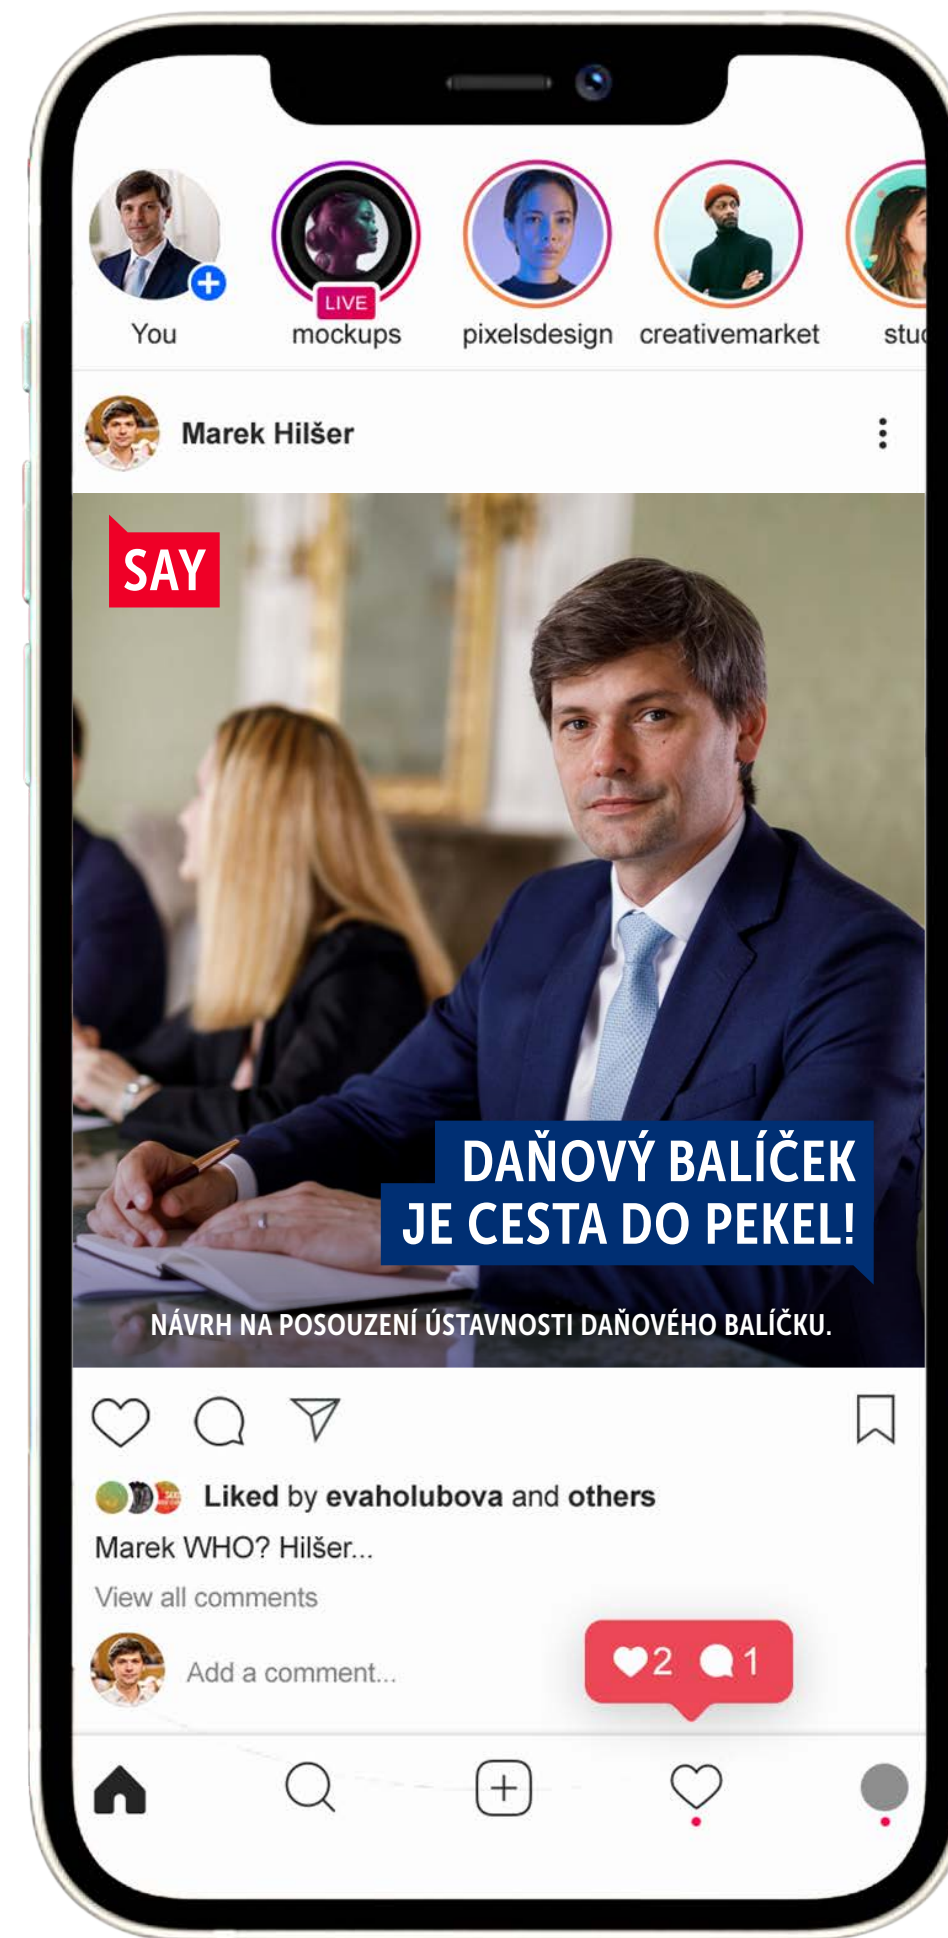 You
LIVE
mockups
pixelsdesign
creativemarket
stud
Marek Hilšer
SAY
DAŇOVÝ BALÍČEK
JE CESTA DO PEKEL!
NÁVRH NA POSOUZENÍ ÚSTAVNOSTI DAŇOVÉHO BALÍČKU.
Liked by evaholubova and others
Marek WHO? Hilšer...
View all comments
Add a comment...
2 1